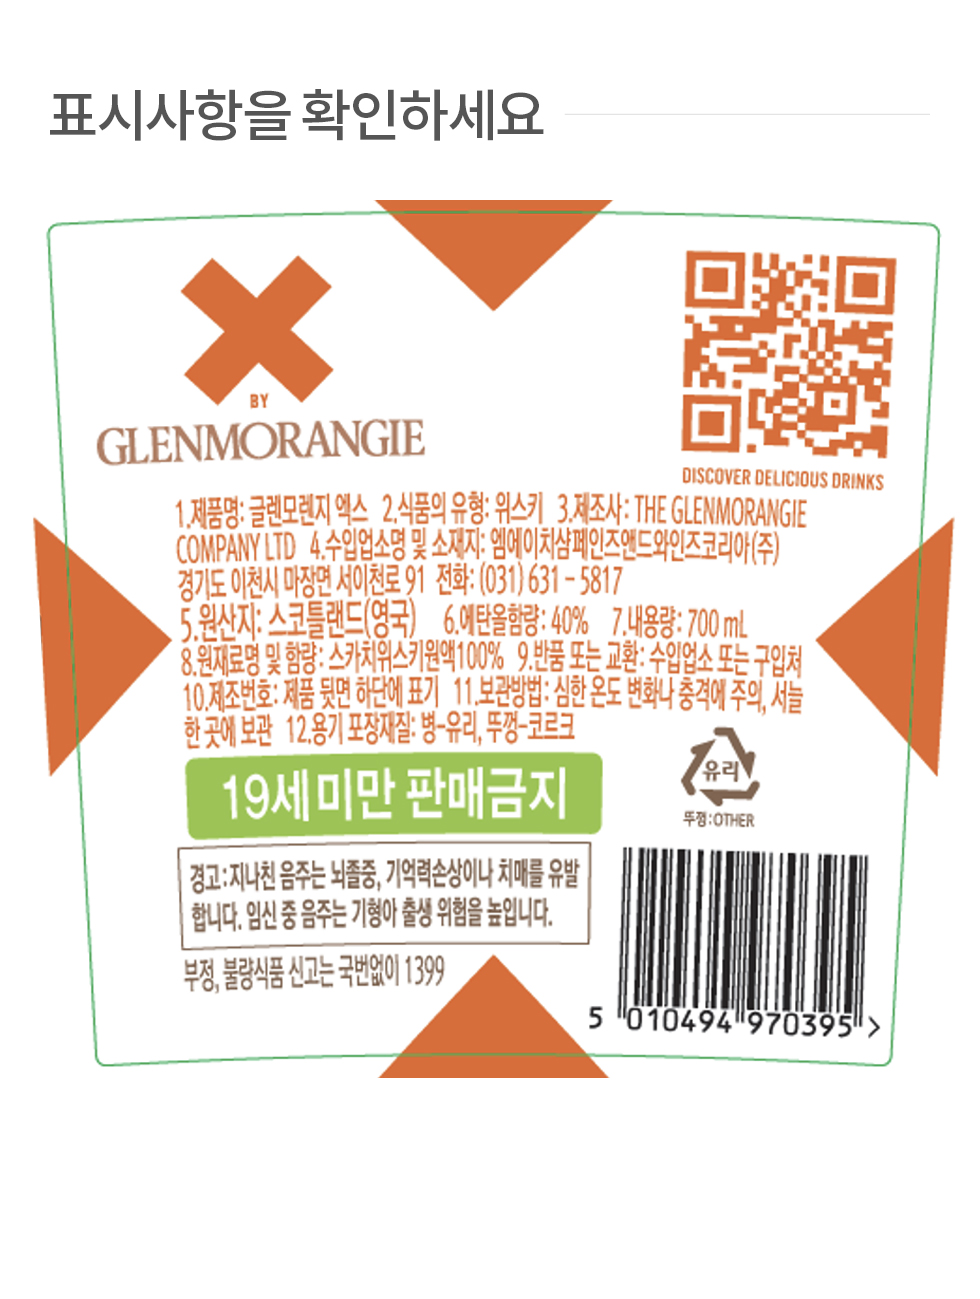 표시사항을 확인하세요
BY
GLENMORANGIE
DISCOVER DELICIOUS DRINKS
1.제품명: 글렌모렌지 엑스 2.식품의 유형: 위스키 3.제조사: THE GLENMORANGIE
COMPANY LTD 4.수입업소명 및 소재지: 엠에이치샴페인즈앤드와인즈코리아(주)
경기도 이천시 마장면 서이천로 91 전화: (031) 631 - 5817
5.원산지: 스코틀랜드(영국) 6.에탄올함량: 40% 7.내용량: 700 mL
8.원재료명 및 함량: 스카치위스키원액100% 9.반품 또는 교환: 수입업소 또는 구입처
10.제조번호: 제품 뒷면 하단에 표기 11.보관방법: 심한 온도 변화나 충격에 주의, 서늘
한 곳에 보관 12.용기 포장재질: 병-유리, 뚜껑-코르크
유리
뚜껑:OTHER
19세 미만 판매금지
경고:지나친 음주는 뇌졸중, 기억력손상이나 치매를 유발
합니다. 임신 중 음주는 기형아 출생 위험을 높입니다.
부정, 불량식품 신고는 국번없이 1399
5 010494 970395 >